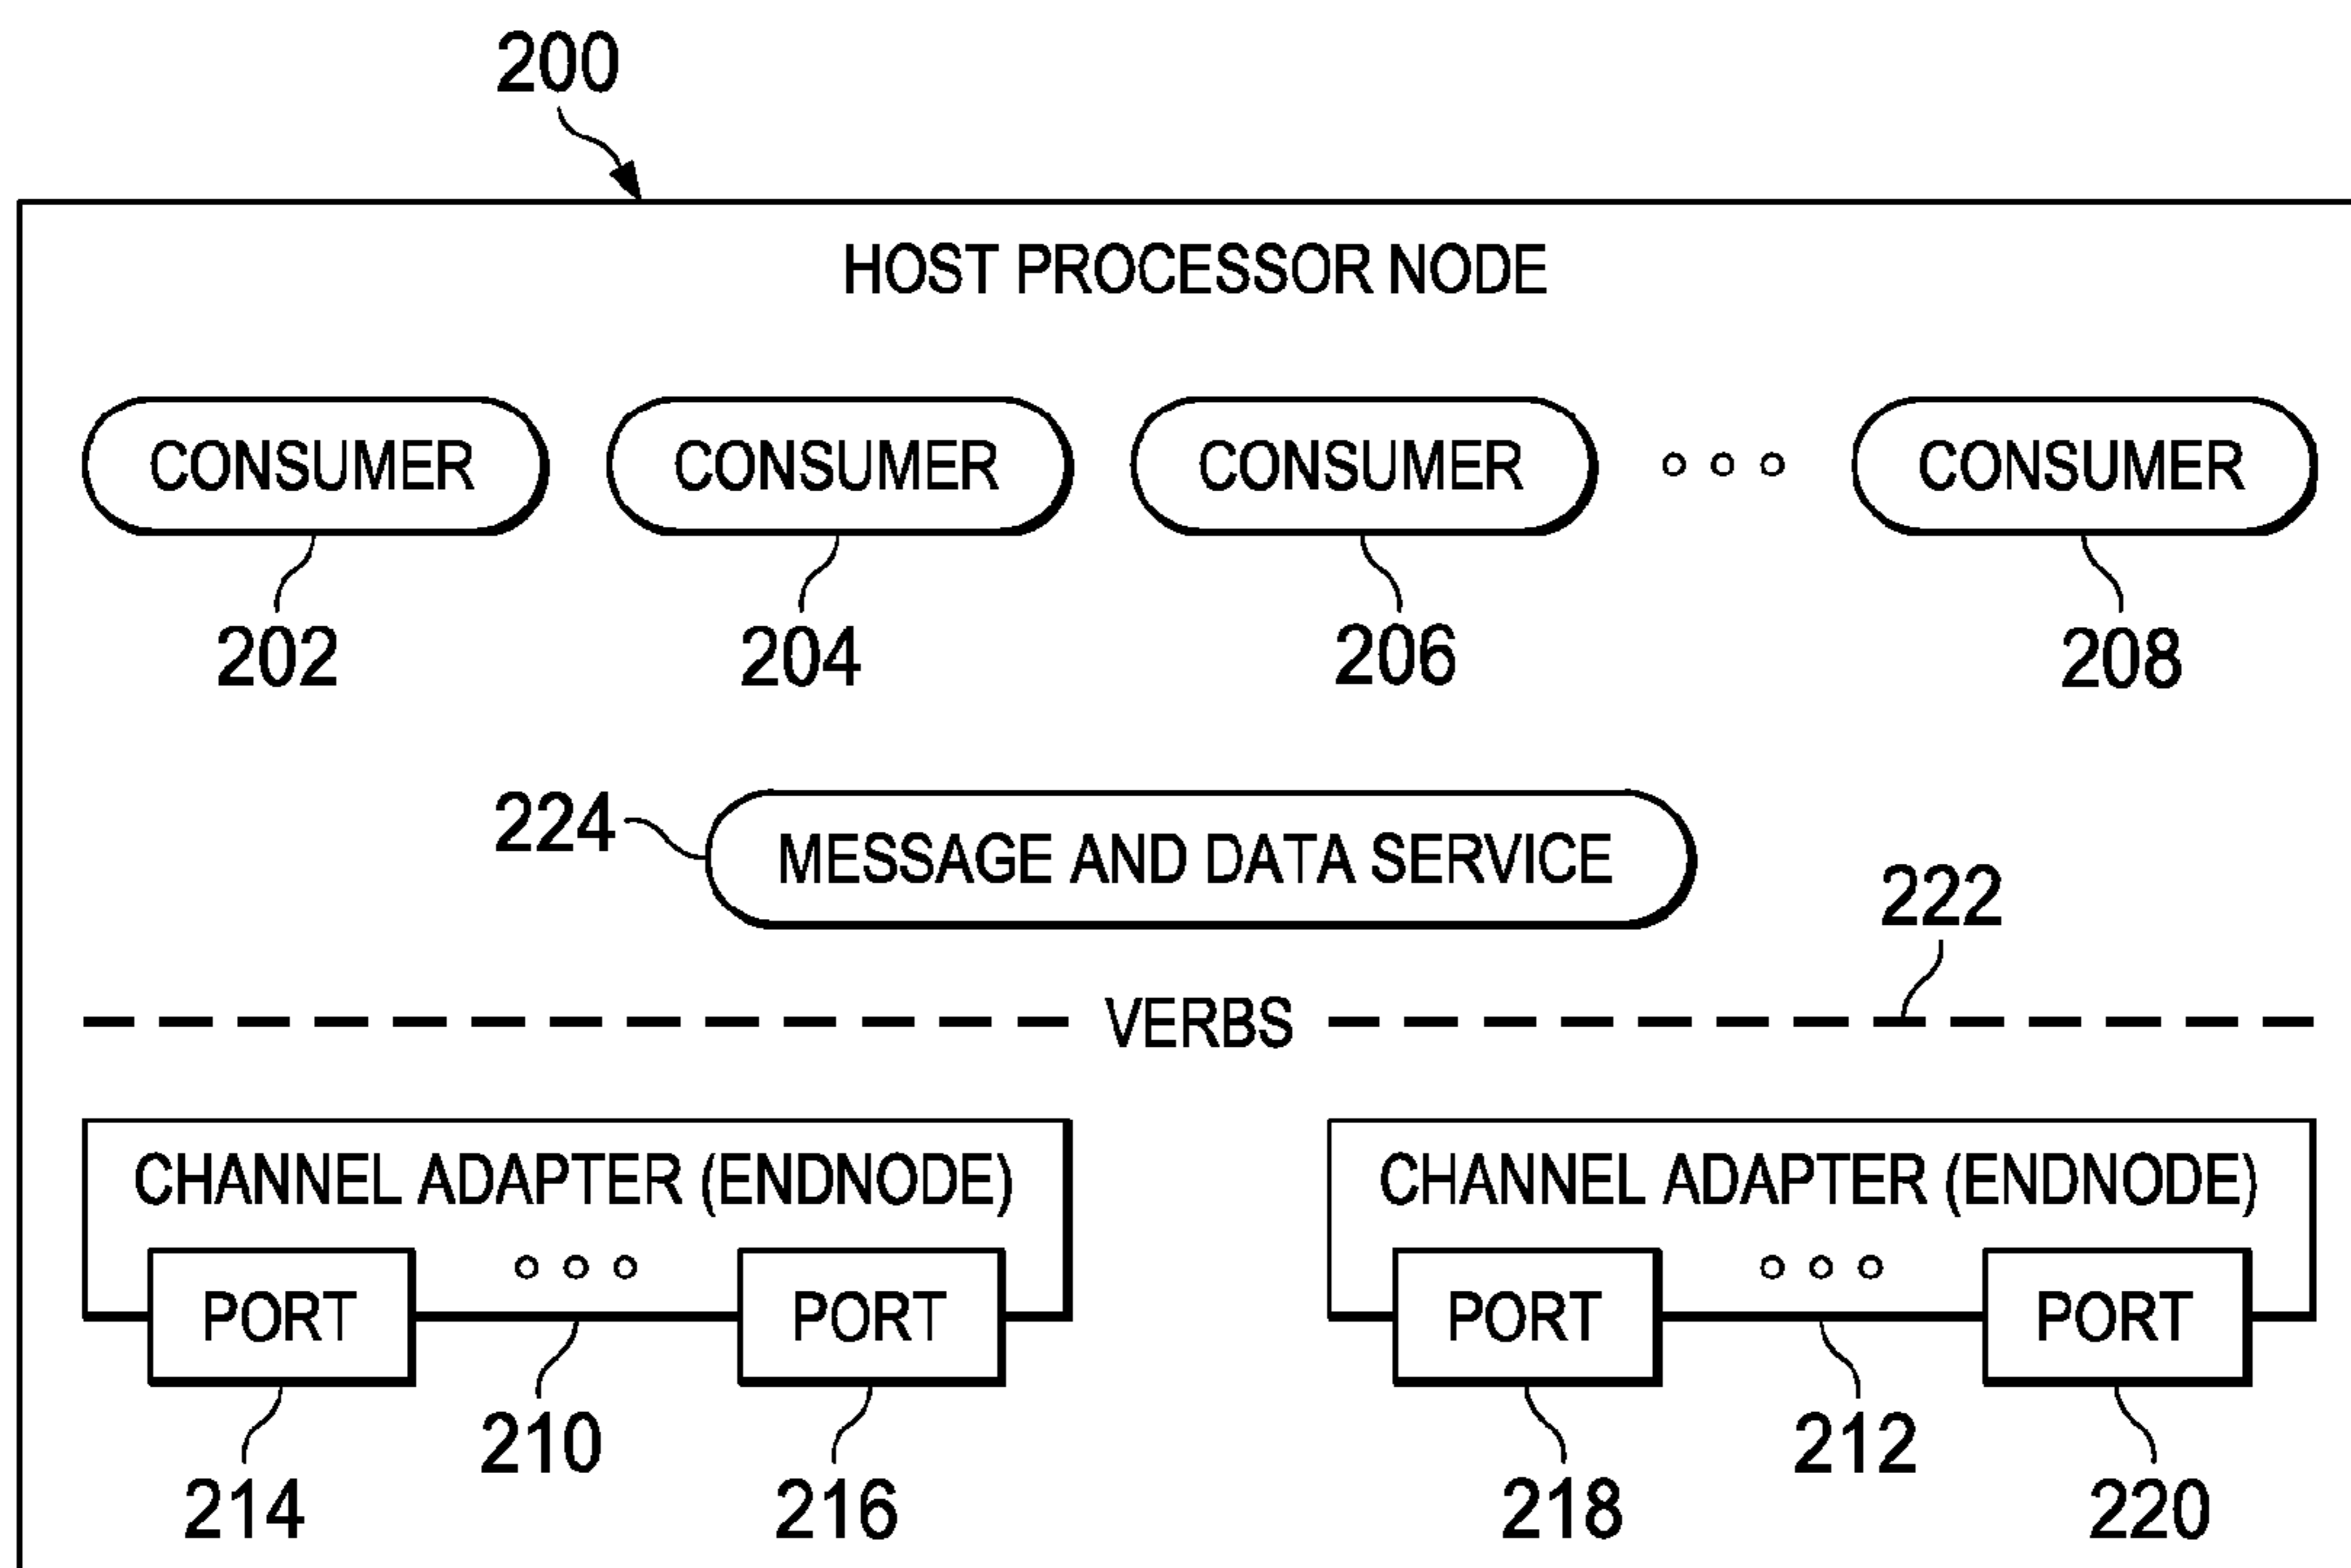 200
HOST PROCESSOR NODE
CONSUMER CONSUMER CONSUMER CONSUMER
202 204 206 208
224 MESSAGE AND DATA SERVICE
222
VERBS
CHANNEL ADAPTER (ENDNODE) CHANNEL ADAPTER (ENDNODE)
PORT PORT PORT PORT
210 212
214 216 218 220